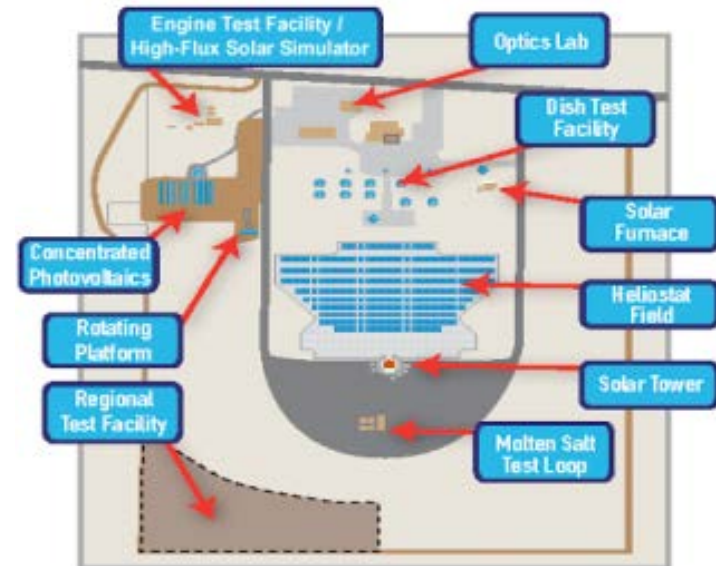 Engine Test Facility /
High-Flux Solar Simulator
Optics Lab
Dish Test
Facility
Solar
Furnace
Concentrated
Photovoltaics
Heliostat
Field
Rotating
Platform
Solar Tower
Regional
Test Facility
Molten Salt
Test Loop